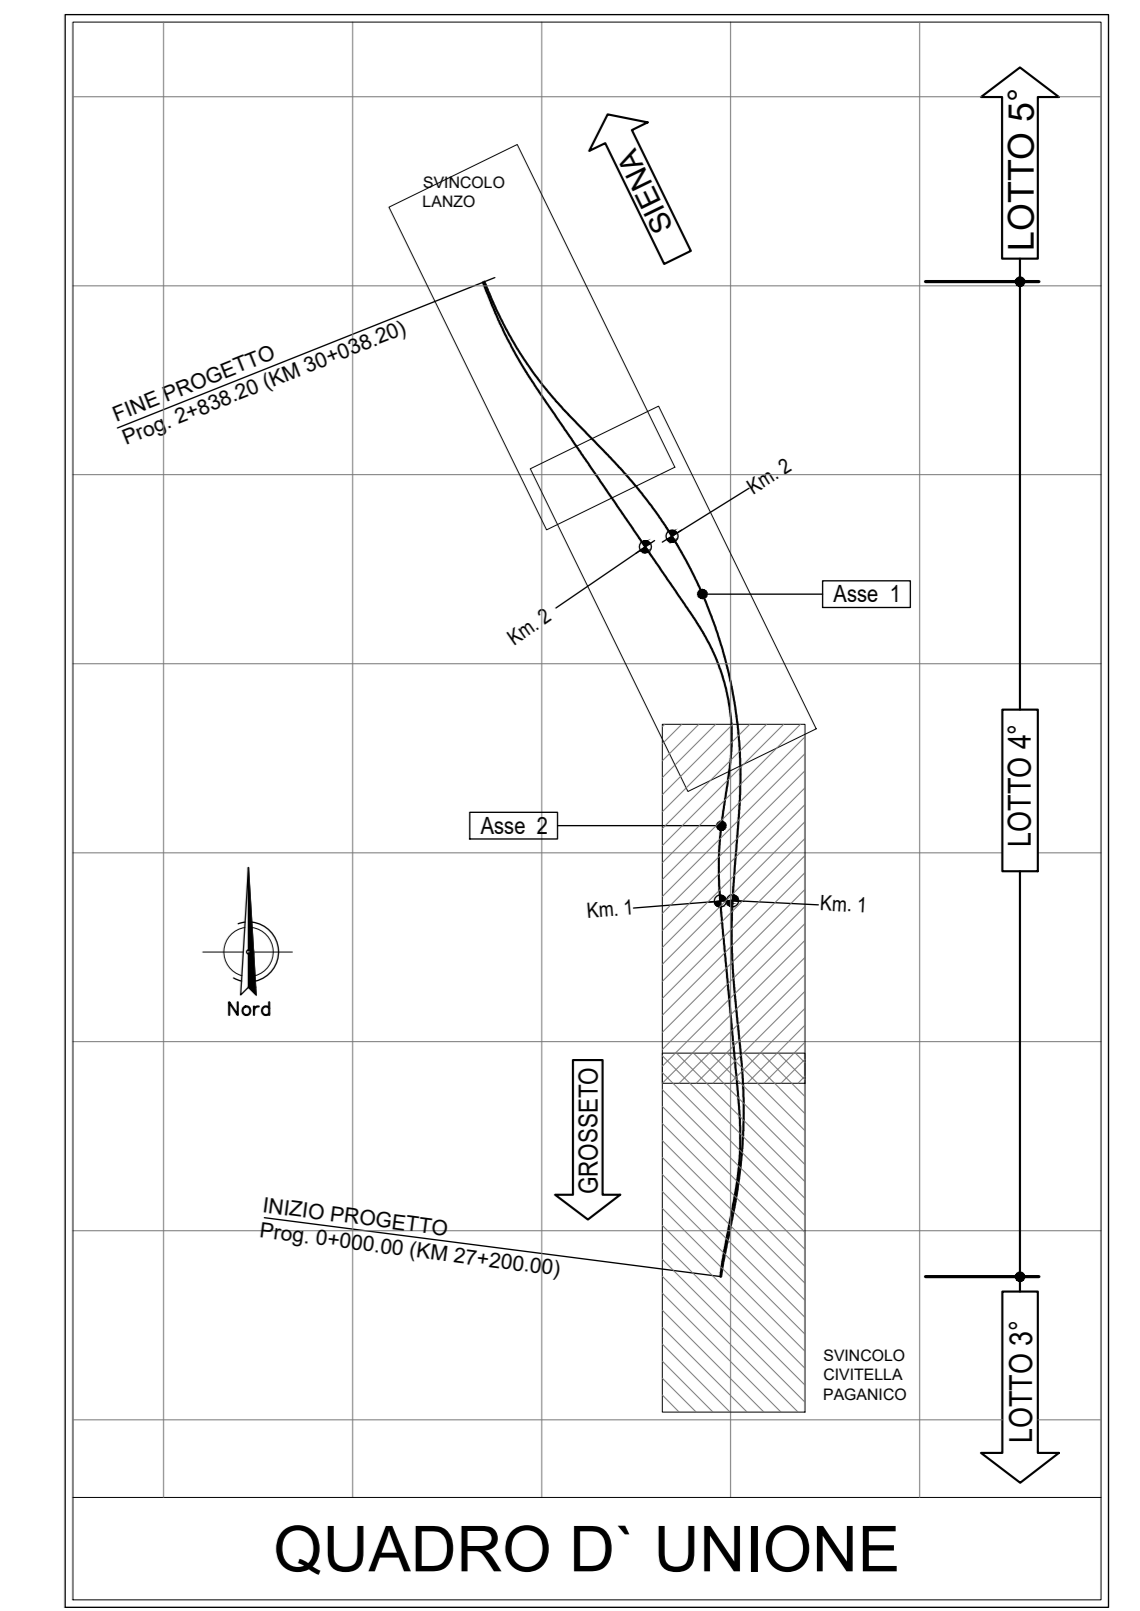 LOTTO 5°
SIENA
SVINCOLO
LANZO
FINE PROGETTO
Prog. 2+838.20 (KM 30+038.20)
Km. 2
Km. 2
Asse 1
LOTTO 4°
Asse 2
Km. 1
Km. 1
Nord
GROSSETO
INIZIO PROGETTO
Prog. 0+000.00 (KM 27+200.00)
LOTTO 3°
SVINCOLO
CIVITELLA
PAGANICO
QUADRO D` UNIONE